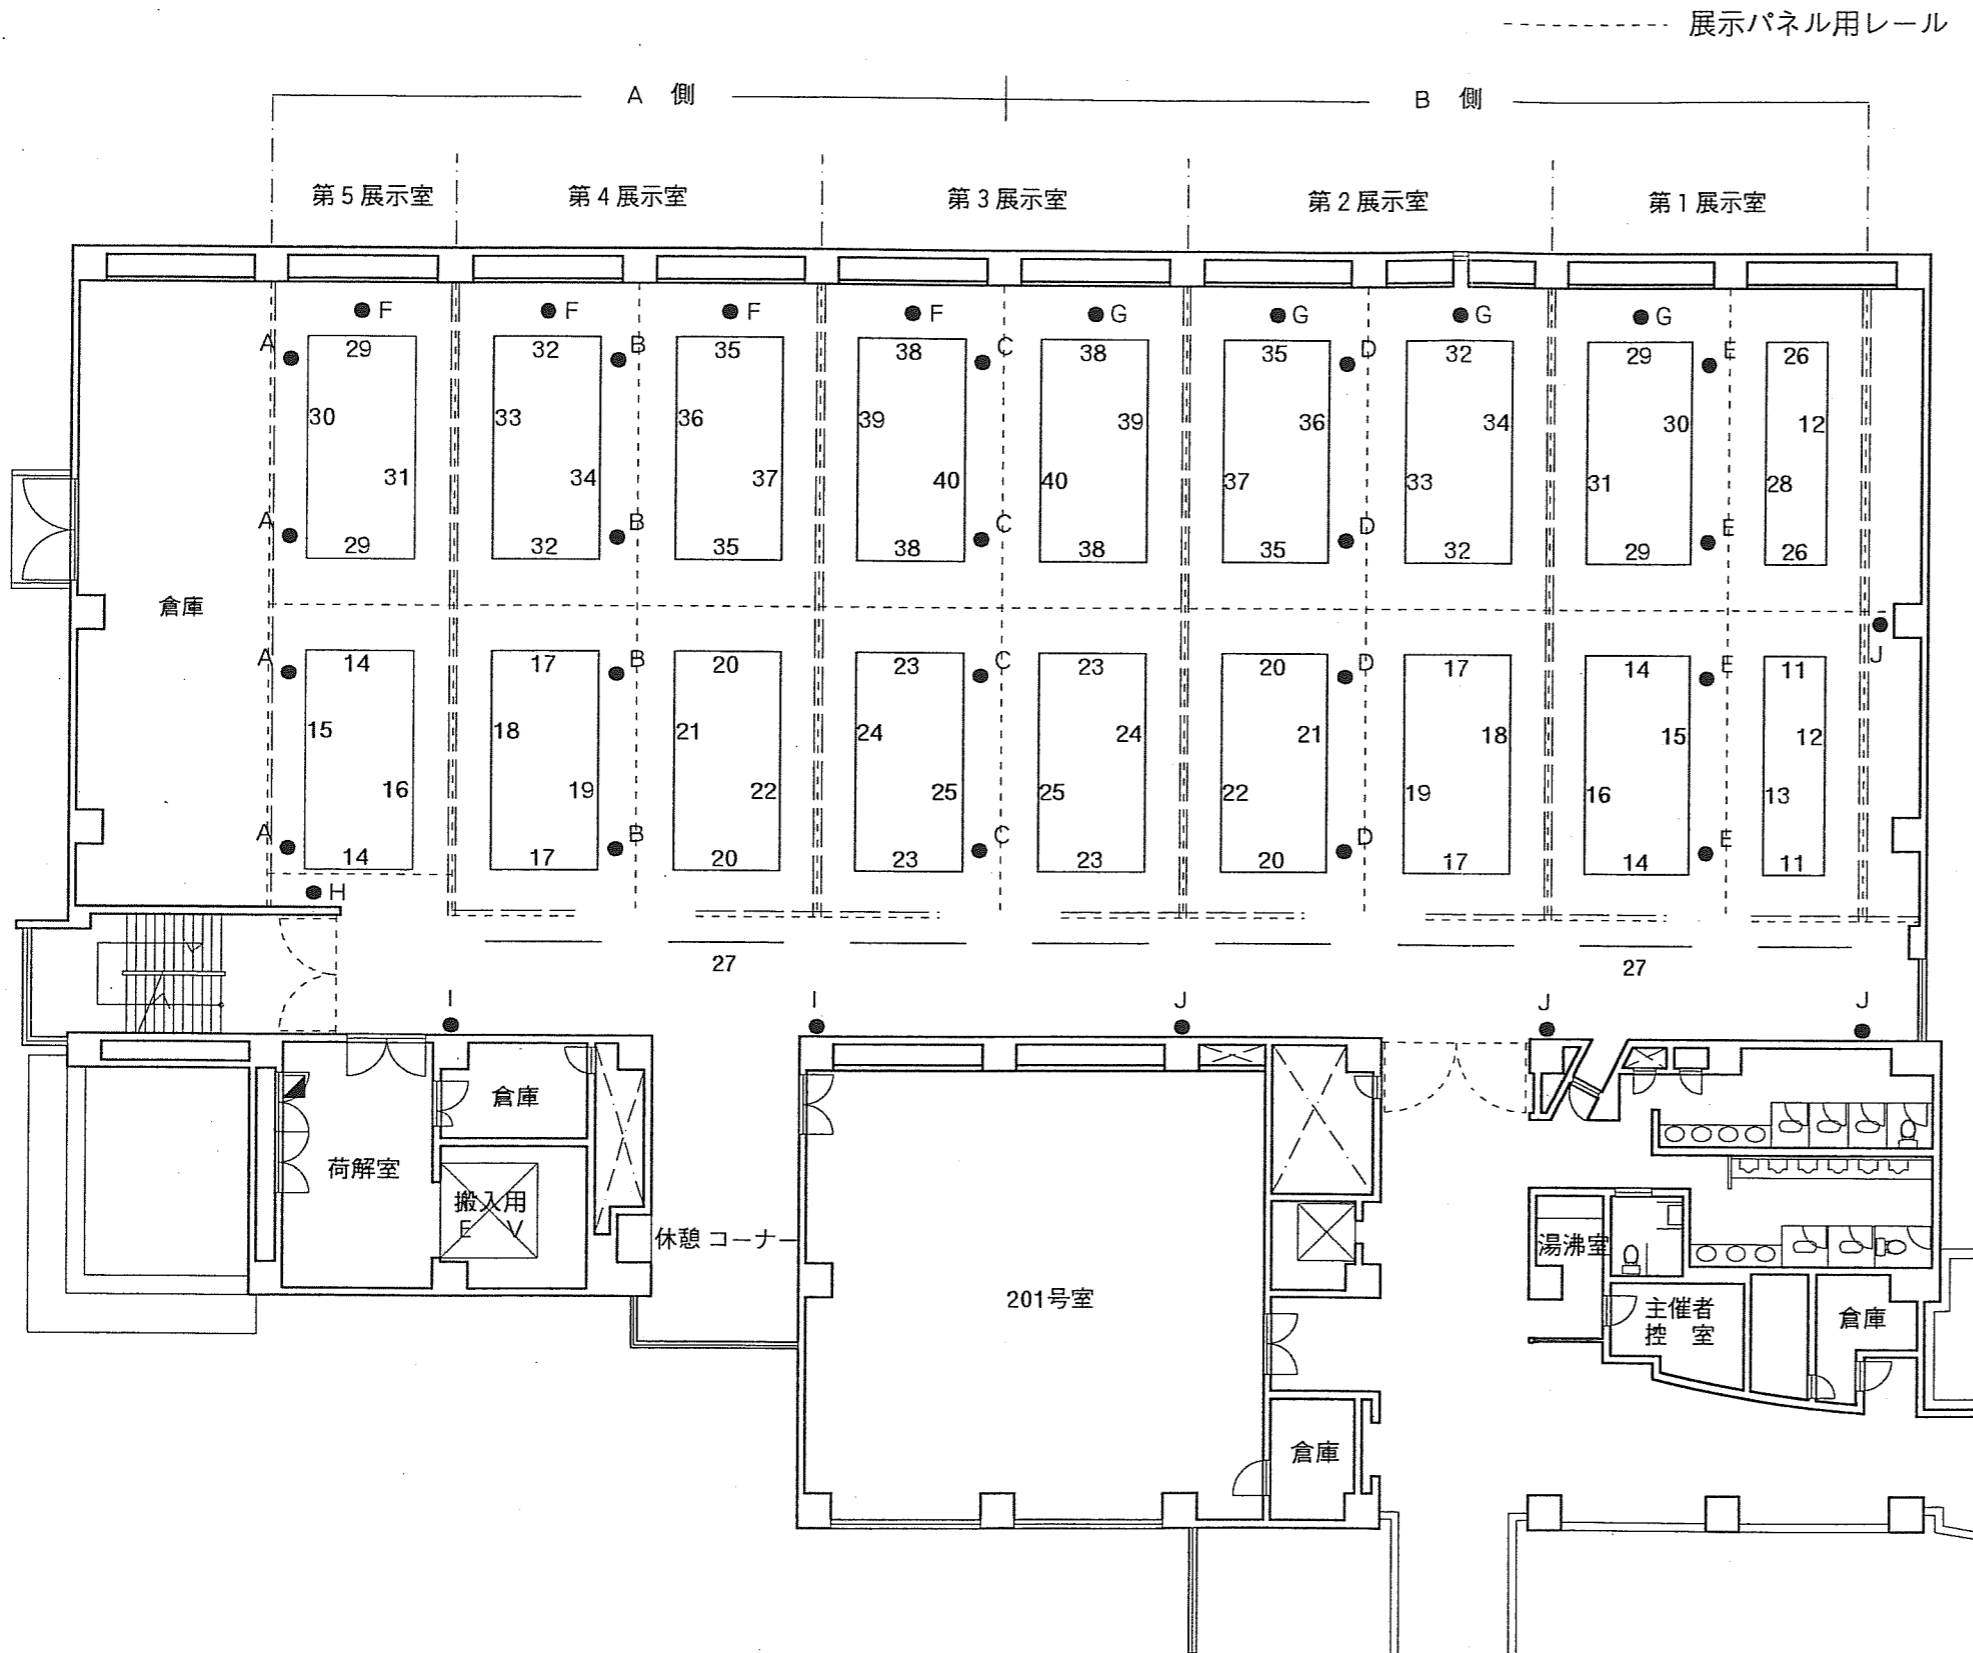 展示パネル用レール
A 側 B 側
第5展示室 第4展示室 第3展示室 第2展示室 第1展示室
F F F F G G G G
A 29 32 B 35 38 C 38 35 D 32 29 E 26
30 33 36 39 39 36 34 30 12
31 34 37 40 40 37 33 31 28
A B C D E
29 32 35 38 38 35 32 29 26
倉庫
A 14 17 B 20 23 C 23 20 D 17 14 E 11 J
15 18 21 24 24 21 18 15 12
16 19 22 25 25 22 19 16 13
A B C D E
14 17 20 23 23 20 17 14 11
H
27 27
I I J J J
倉庫
荷解室
搬入用
E V
休憩コーナー
湯沸室
201号室
主催者
控 室
倉庫
倉庫